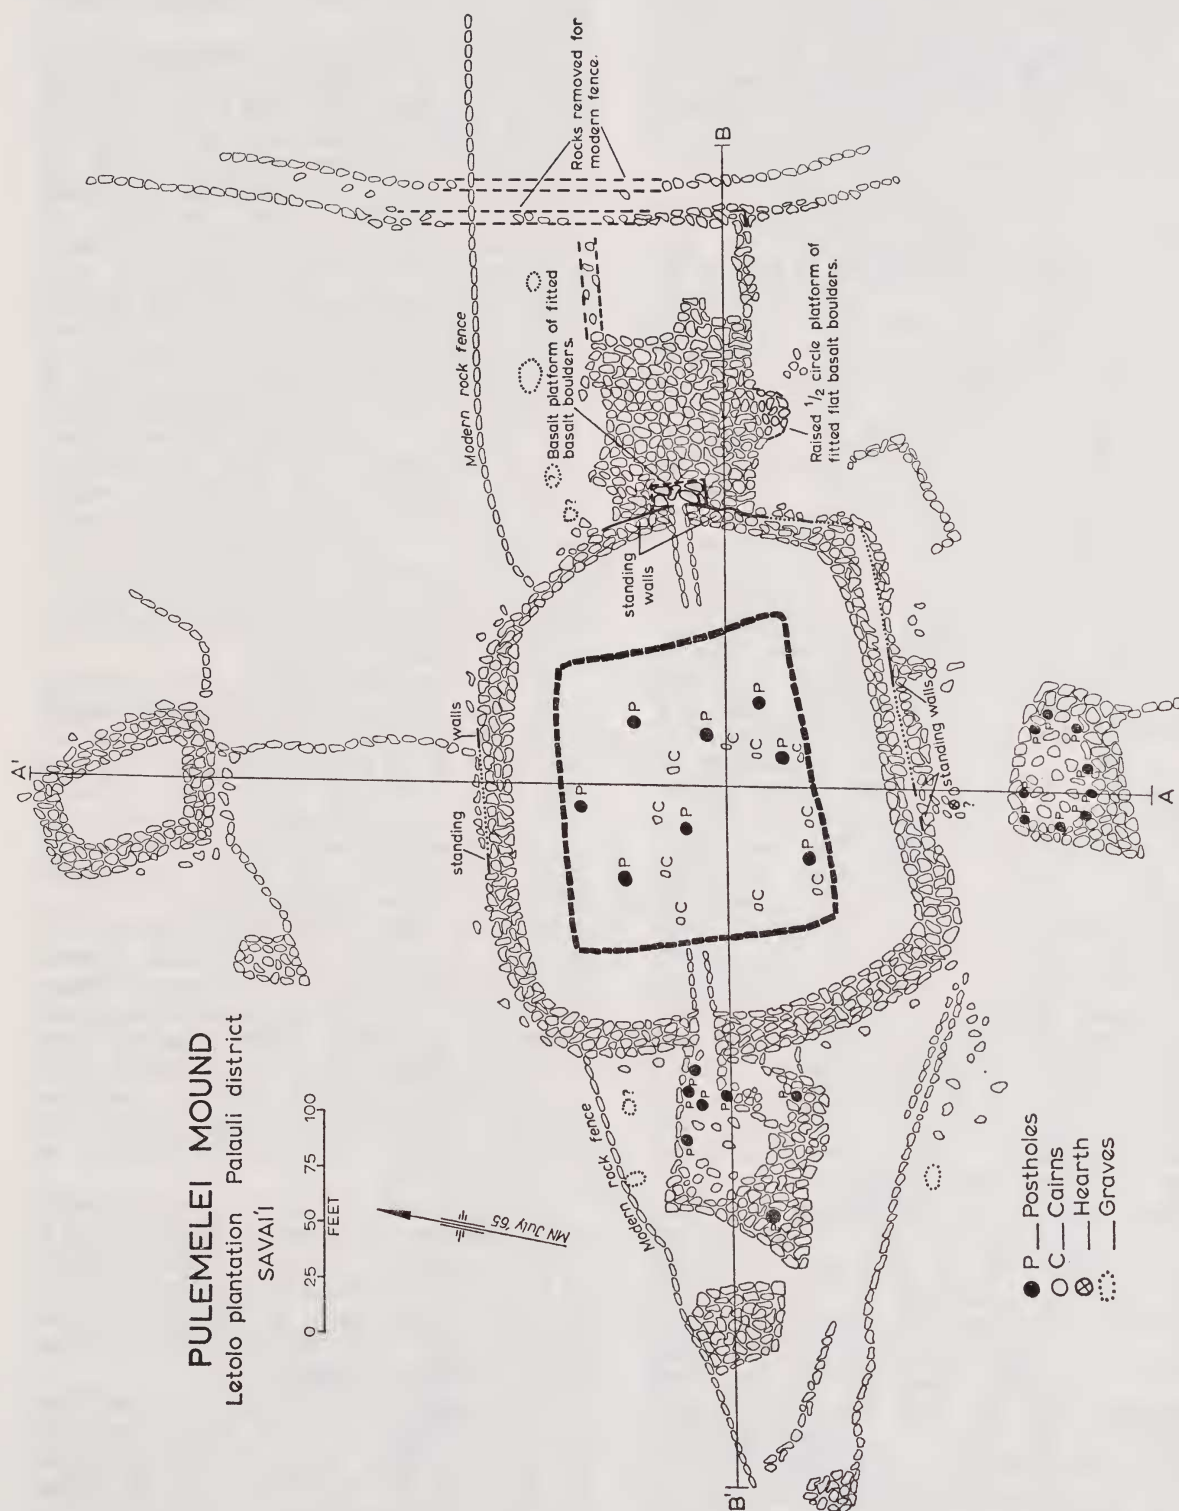 PULEMELEI MOUND
Letolo plantation Palauli district
SAVAI'I
0 25 50 75 100
FEET
MN July '65
A'
Modern rock fence
Rocks removed for
modern fence.
Basalt platform of fitted
basalt boulders.
?
?
standing
walls
standing
walls
B
Raised 1/2 circle platform of
fitted flat basalt boulders.
P
P
P
P
P
P
P
P
C
C
C
C
C
C
C
C
C
C
standing walls
?
Modern rock fence
?
P
P
P
P
P
P
P
B'
P
P
P
P
P
P
P
P
P
A
P Postholes
C Cairns
Hearth
Graves